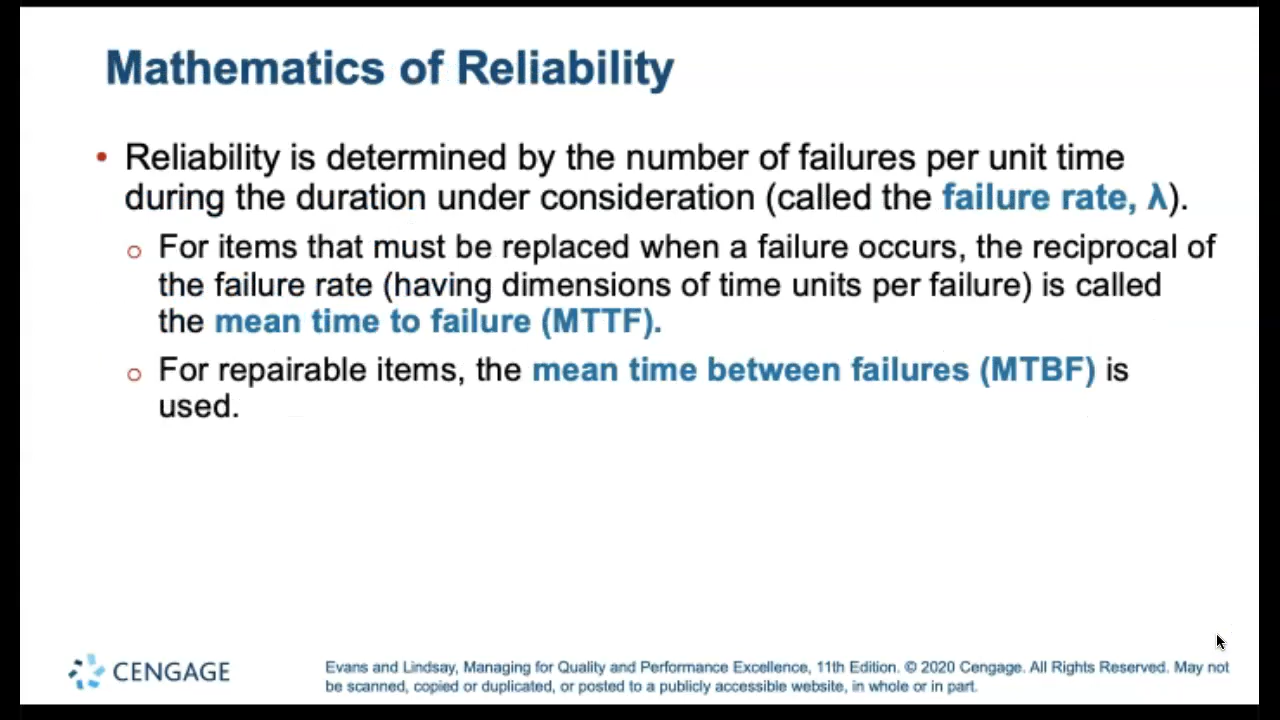 Mathematics of Reliability
• Reliability is determined by the number of failures per unit time
during the duration under consideration (called the failure rate, λ).
o For items that must be replaced when a failure occurs, the reciprocal of
the failure rate (having dimensions of time units per failure) is called
the mean time to failure (MTTF).
o For repairable items, the mean time between failures (MTBF) is
used.
CENGAGE
Evans and Lindsay, Managing for Quality and Performance Excellence, 11th Edition. © 2020 Cengage. All Rights Reserved. May not
be scanned, copied or duplicated, or posted to a publicly accessible website, in whole or in part.